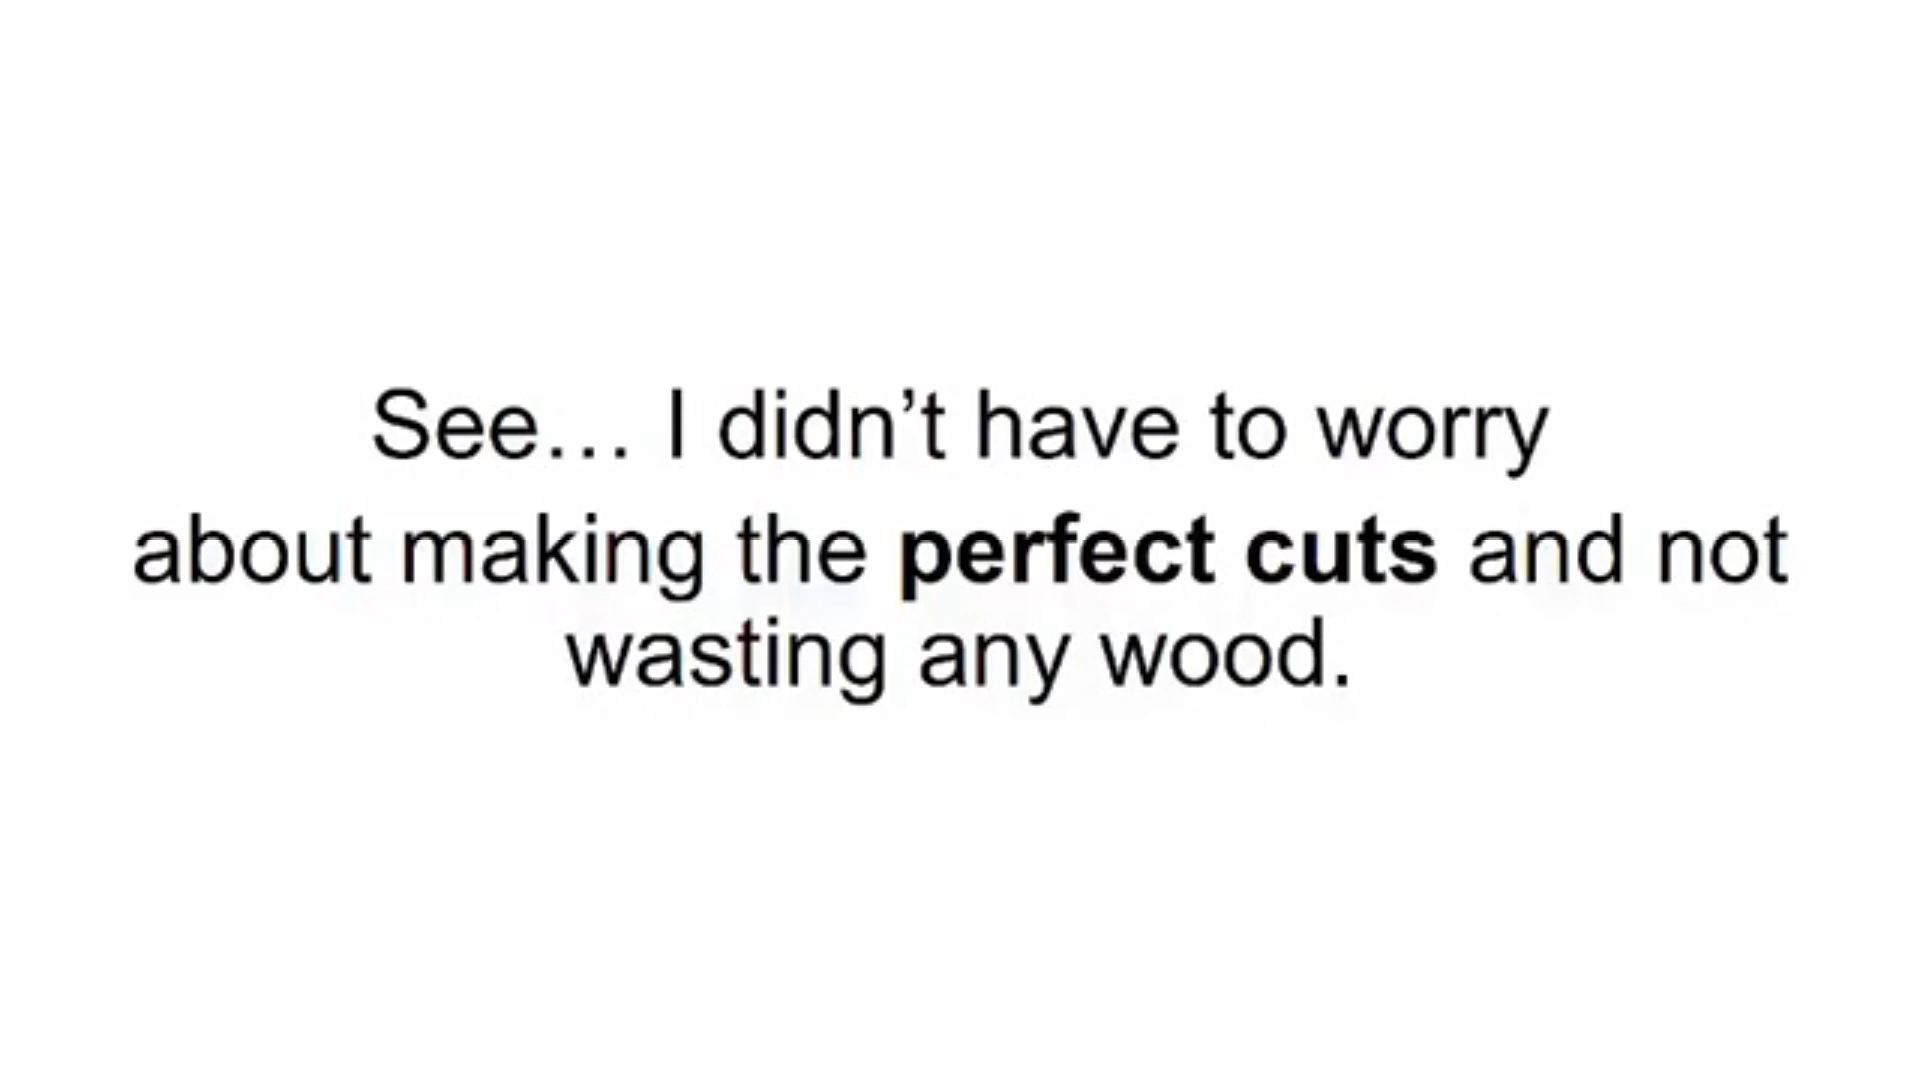 See… I didn’t have to worry
about making the perfect cuts and not
wasting any wood.